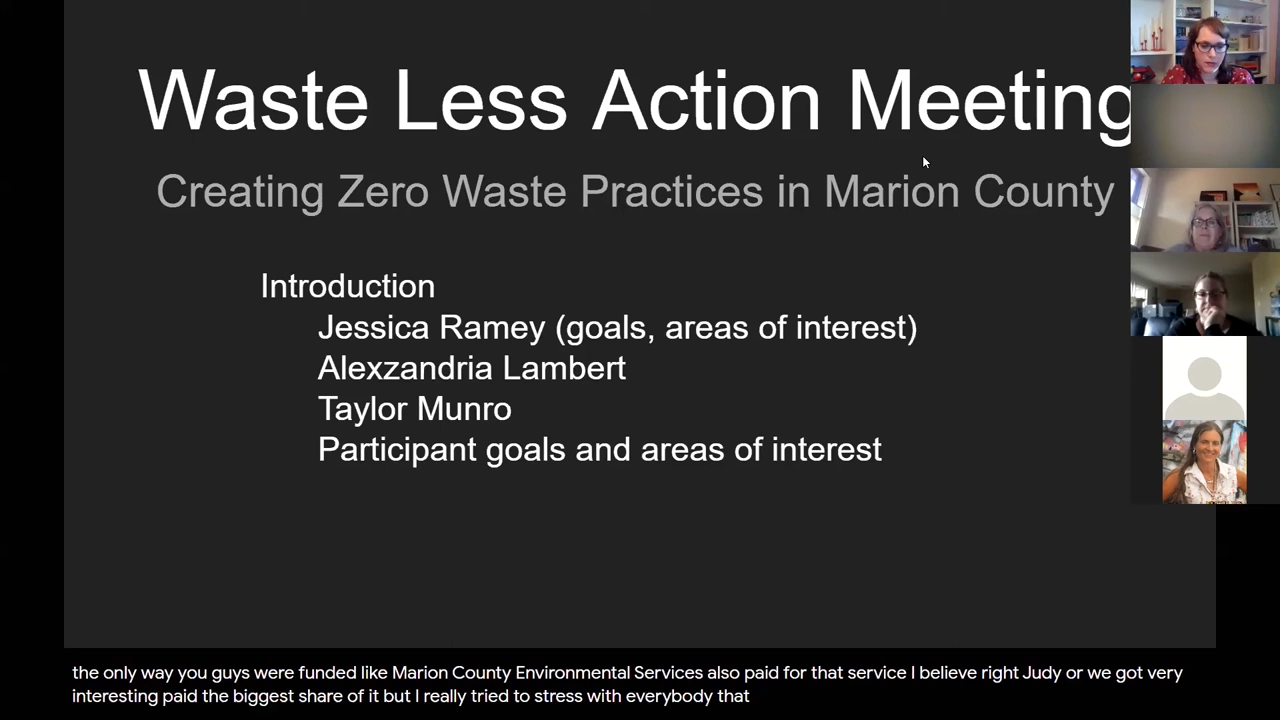 Waste Less Action Meeting
Creating Zero Waste Practices in Marion County
Introduction
Jessica Ramey (goals, areas of interest)
Alexzandria Lambert
Taylor Munro
Participant goals and areas of interest
the only way you guys were funded like Marion County Environmental Services also paid for that service I believe right Judy or we got very
interesting paid the biggest share of it but I really tried to stress with everybody that